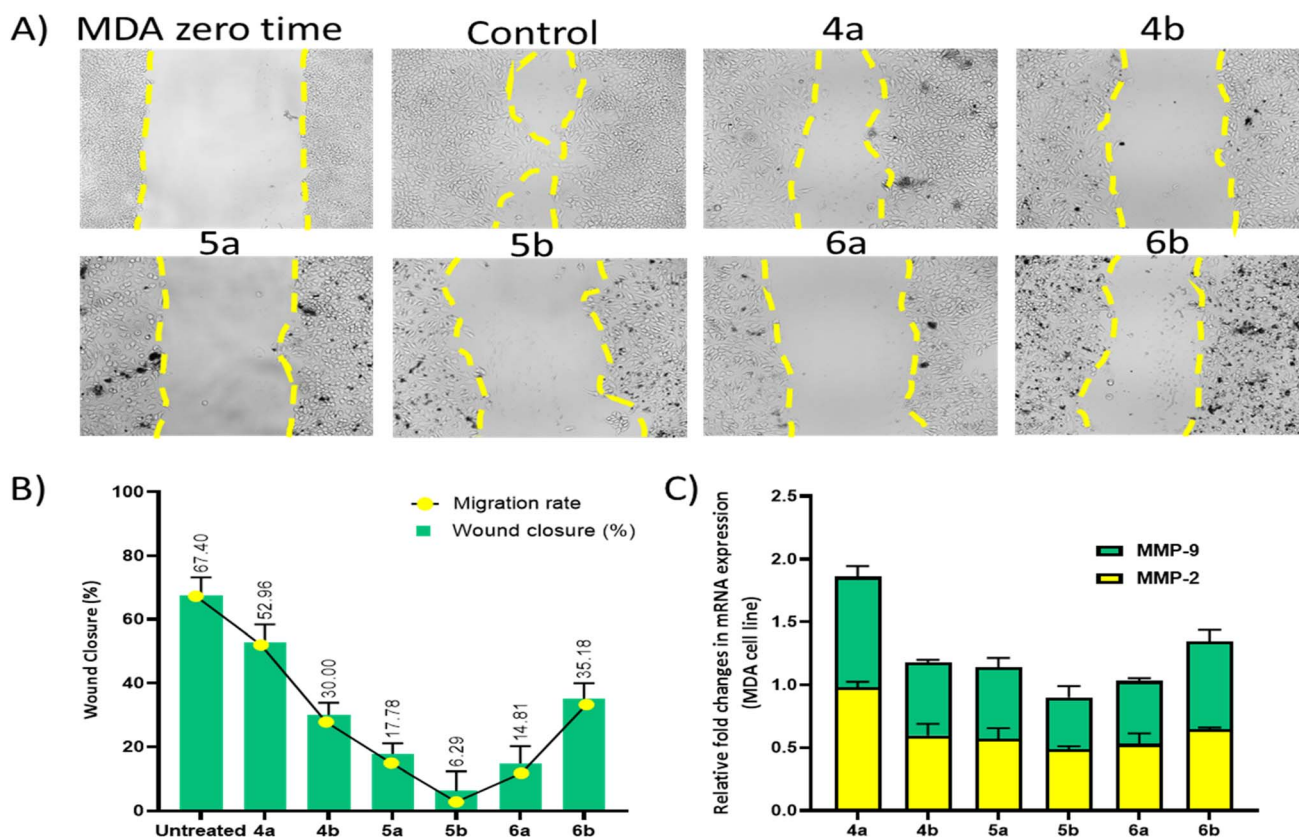 A)
MDA zero time
Control
4a
4b
5a
5b
6a
6b
B)
Wound Closure (%)
100
80
60
40
20
0
Migration rate
Wound closure (%)
67.40
52.96
30.00
17.78
6.29
14.81
35.18
Untreated 4a 4b 5a 5b 6a 6b
C)
Relative fold changes in mRNA expression
(MDA cell line)
2.5
2.0
1.5
1.0
0.5
0.0
MMP-9
MMP-2
4a 4b 5a 5b 6a 6b